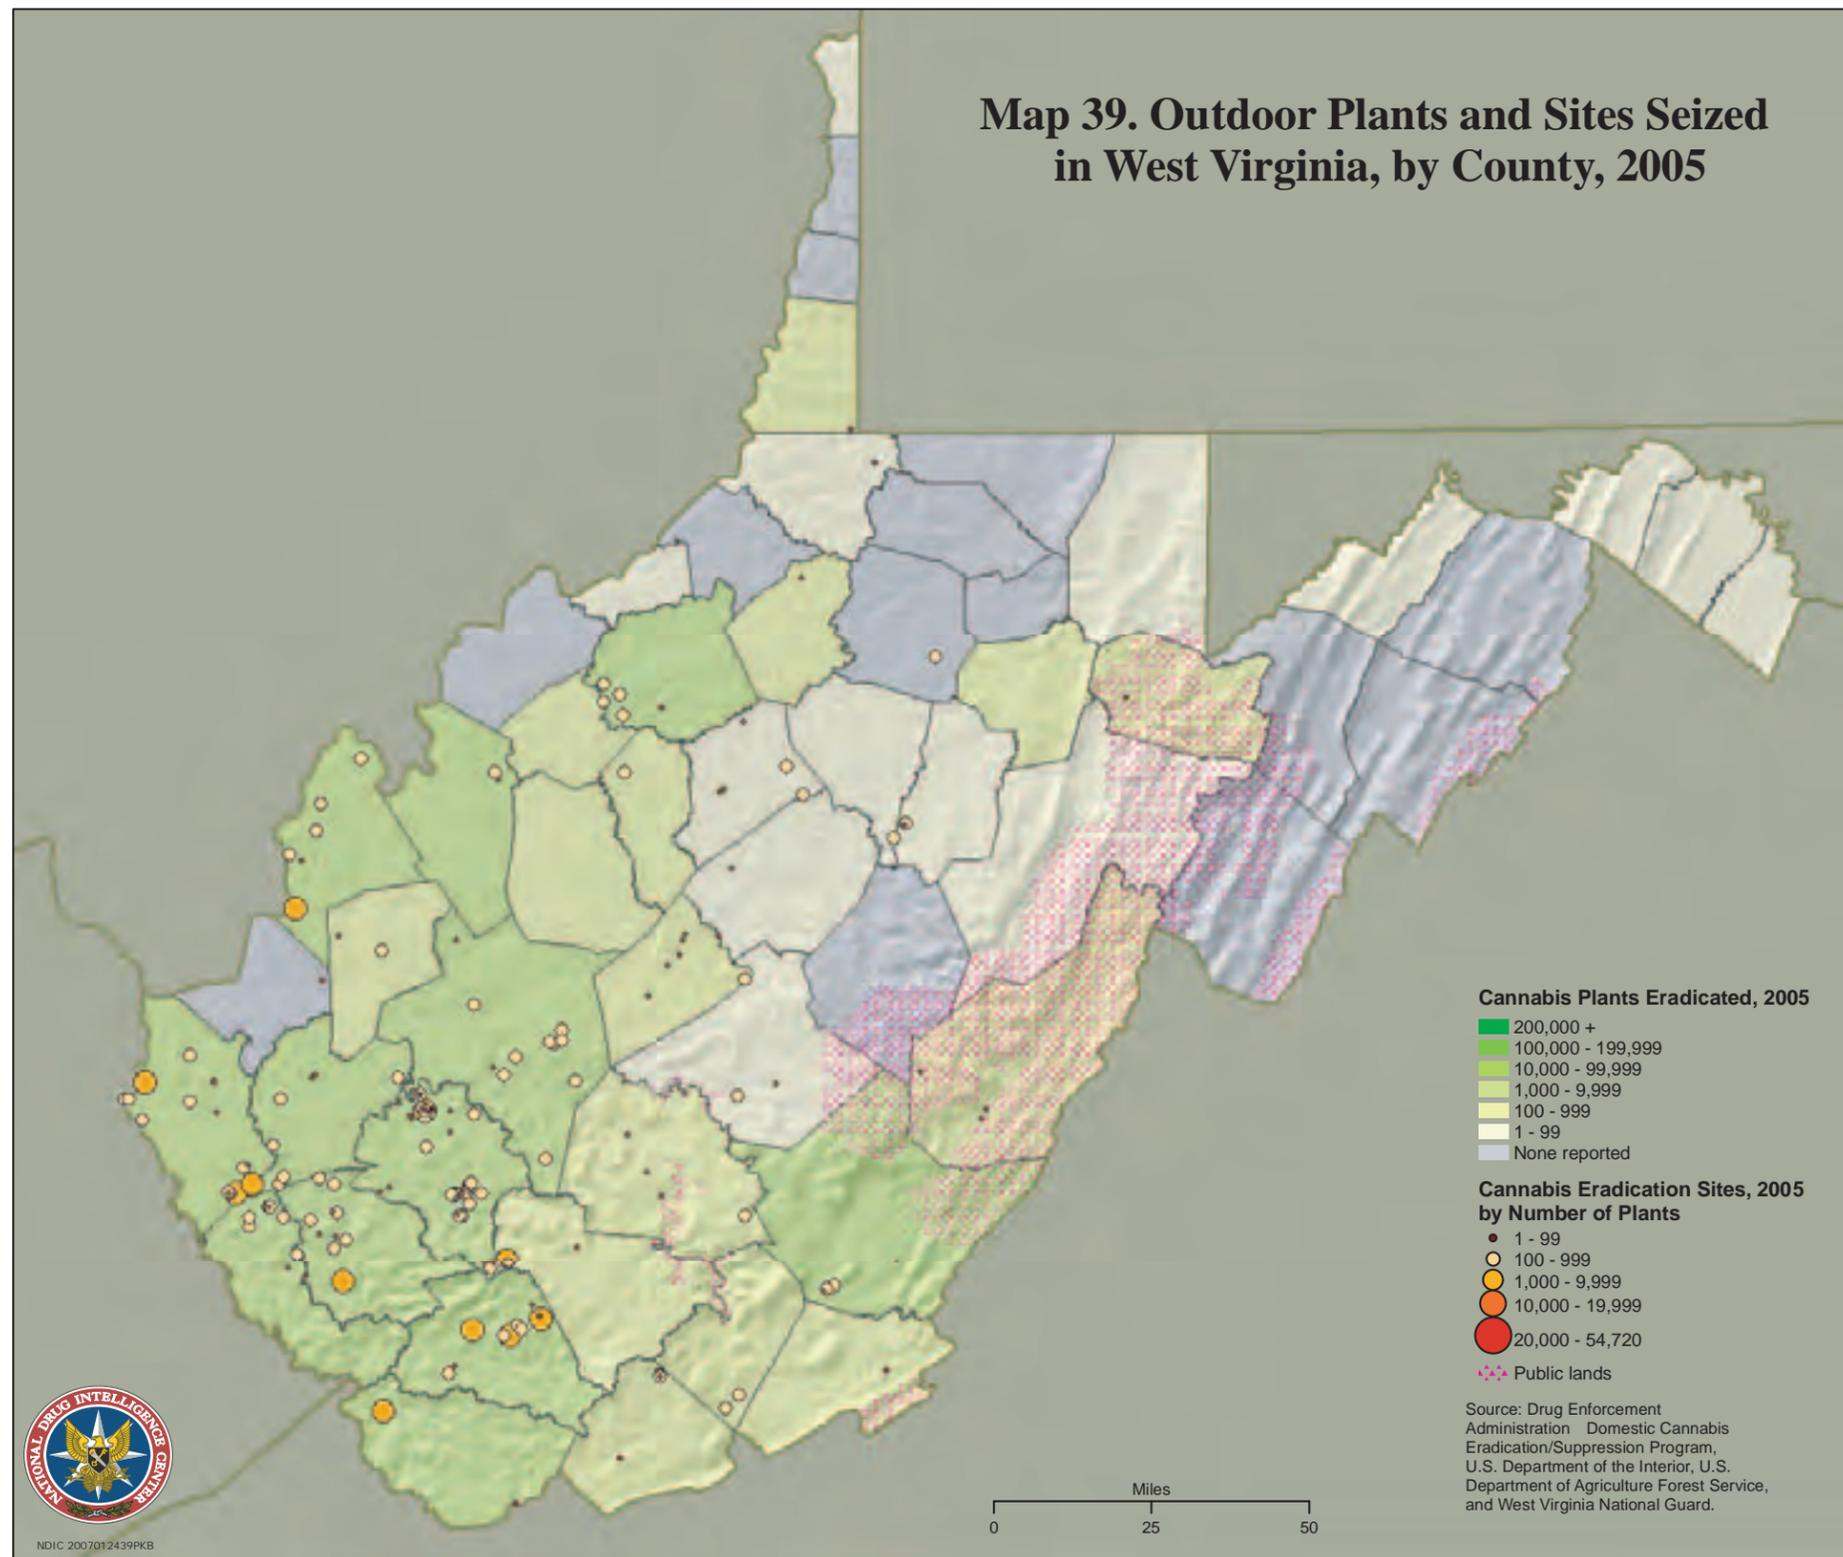 Map 39. Outdoor Plants and Sites Seized
in West Virginia, by County, 2005
Cannabis Plants Eradicated, 2005
200,000 +
100,000 - 199,999
10,000 - 99,999
1,000 - 9,999
100 - 999
1 - 99
None reported
Cannabis Eradication Sites, 2005
by Number of Plants
1 - 99
100 - 999
1,000 - 9,999
10,000 - 19,999
20,000 - 54,720
Public lands
Source: Drug Enforcement
Administration Domestic Cannabis
Eradication/Suppression Program,
U.S. Department of the Interior, U.S.
Department of Agriculture Forest Service,
and West Virginia National Guard.
Miles
0 25 50
NATIONAL DRUG INTELLIGENCE CENTER
NDIC 2007012439PKB